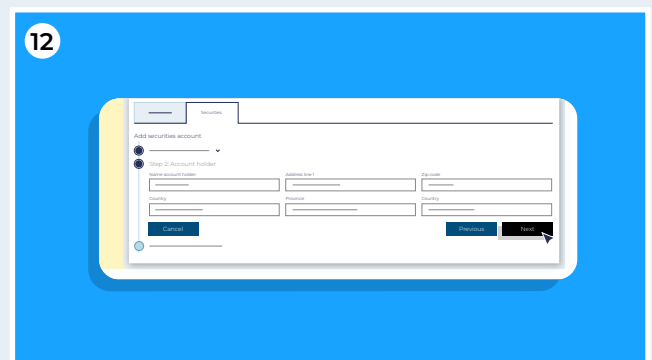 12
Securities
Add securities account
Step 2: Account holder
Name account holder
Address line 1
Zip code
Country
Province
Country
Cancel
Previous
Next